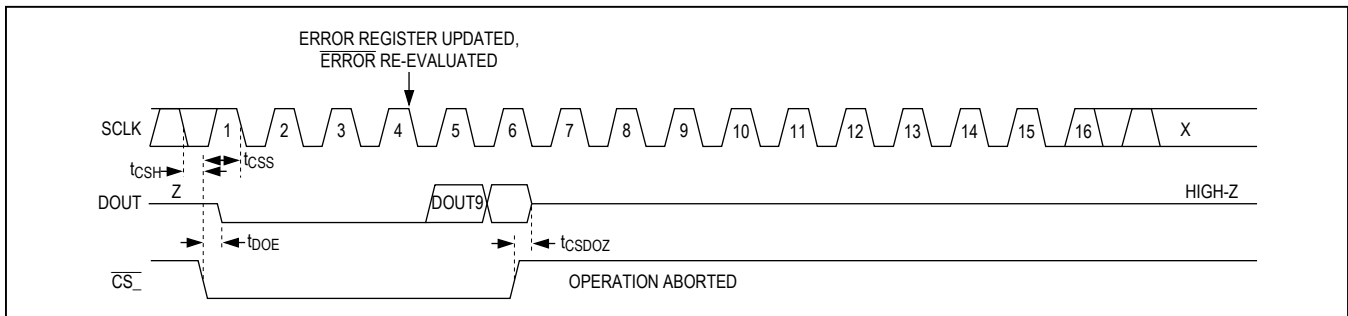 ERROR REGISTER UPDATED,
ERROR RE-EVALUATED
SCLK 1 2 3 4 5 6 7 8 9 10 11 12 13 14 15 16 X
tCSH tCSS
DOUT Z DOUT9 HIGH-Z
tDOE tCSDOZ
CS_ OPERATION ABORTED